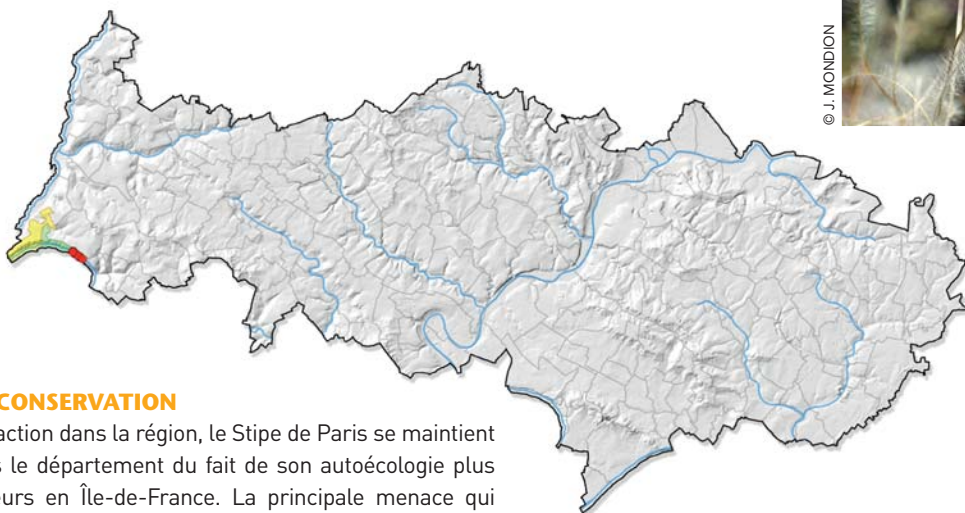 © J. MONDION
CONSERVATION
action dans la région, le Stipe de Paris se maintient
le département du fait de son autoécologie plus
eurs en Île-de-France. La principale menace qui